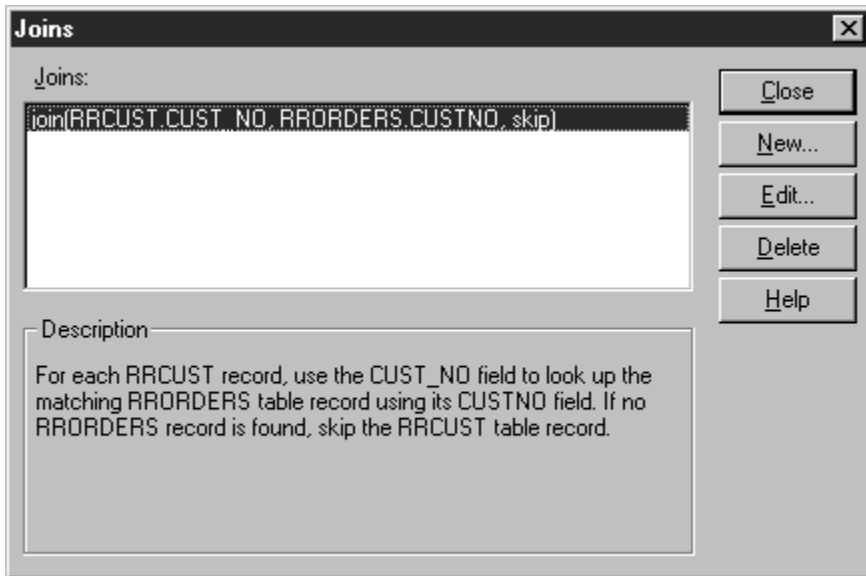 Joins
Joins:
join(RRCUST.CUST_NO, RRORDERS.CUSTNO, skip)
Close
New...
Edit...
Delete
Help
Description
For each RRCUST record, use the CUST_NO field to look up the
matching RRORDERS table record using its CUSTNO field. If no
RRORDERS record is found, skip the RRCUST table record.